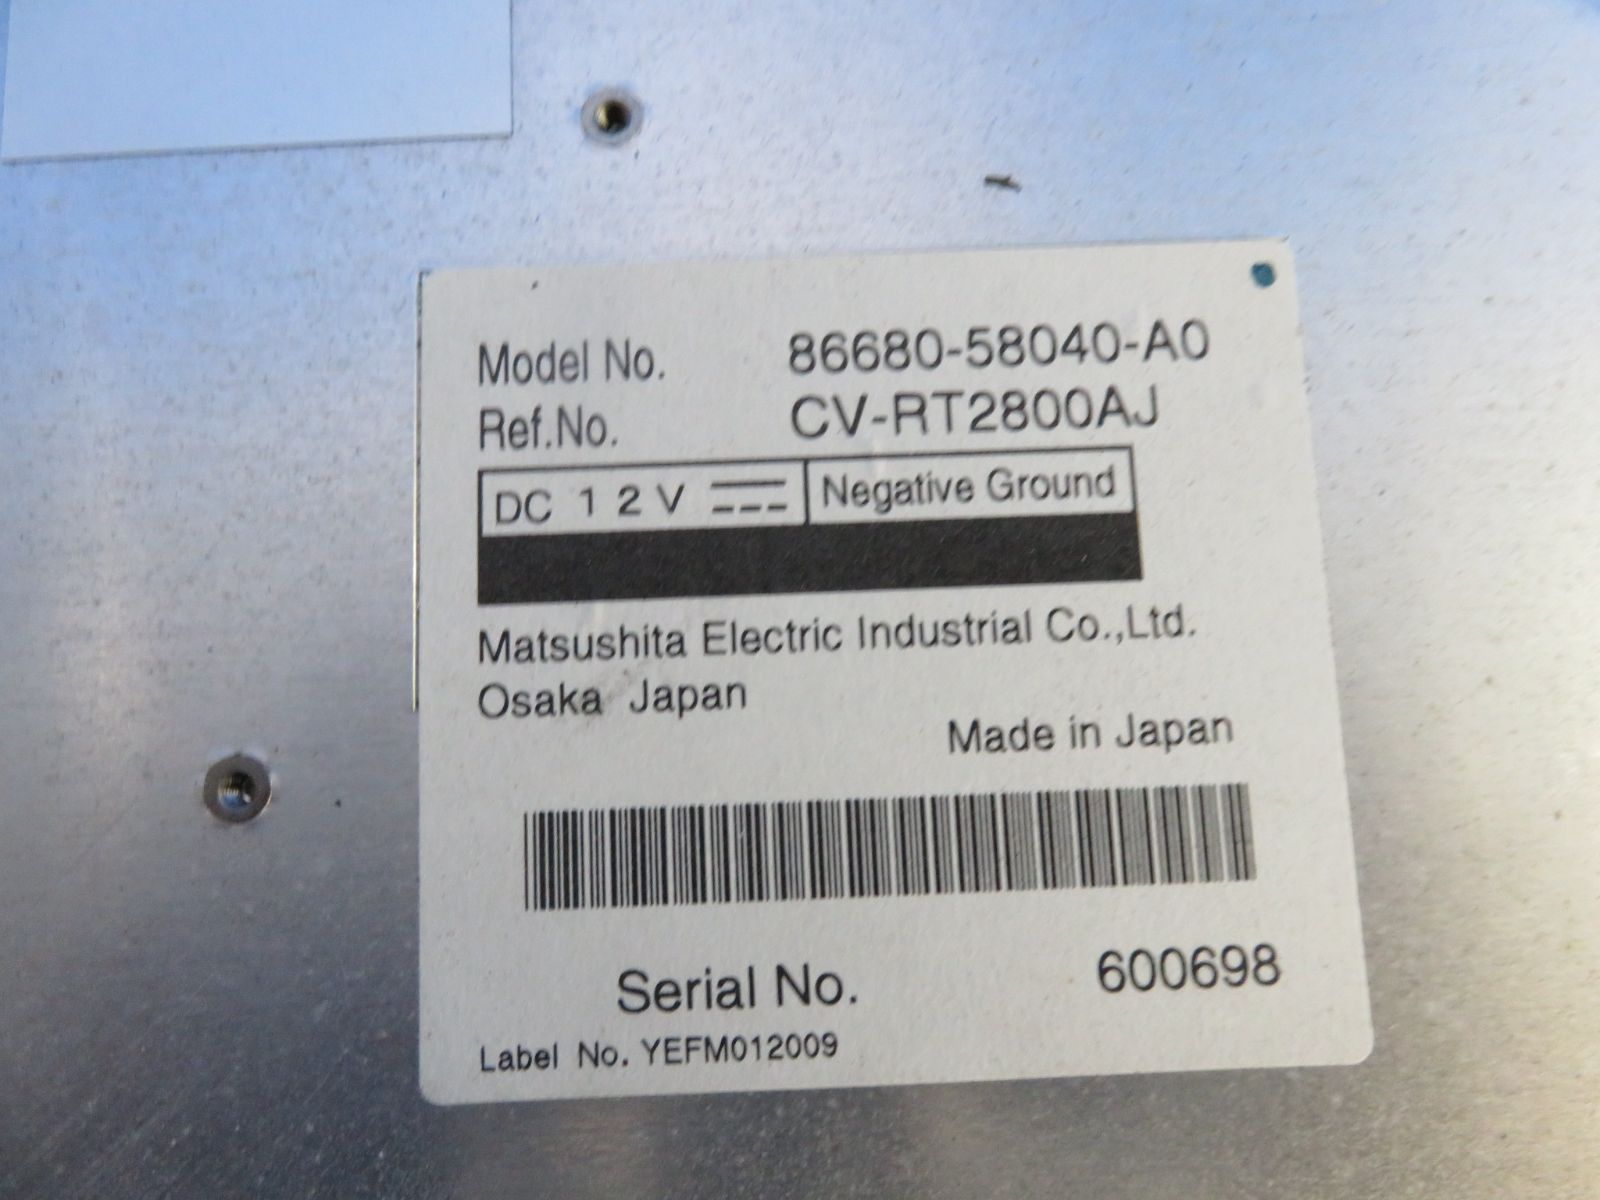 Model No. 86680-58040-A0
Ref.No. CV-RT2800AJ
DC 12V Negative Ground
Matsushita Electric Industrial Co.,Ltd.
Osaka Japan
Made in Japan
Serial No. 600698
Label No. YEFM012009